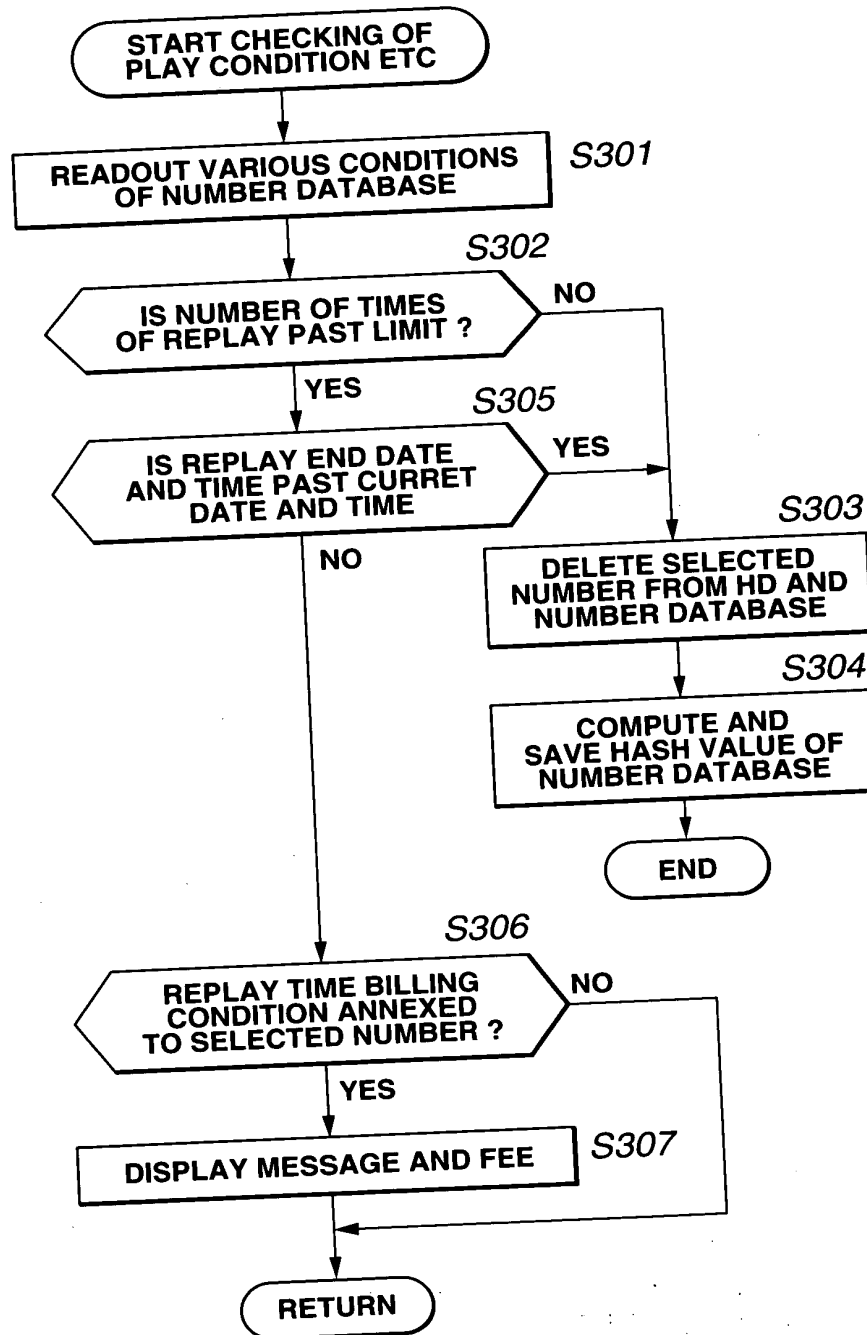 START CHECKING OF
PLAY CONDITION ETC
READOUT VARIOUS CONDITIONS
OF NUMBER DATABASE
S301
S302
IS NUMBER OF TIMES
OF REPLAY PAST LIMIT ?
NO
YES
S305
IS REPLAY END DATE
AND TIME PAST CURRET
DATE AND TIME
YES
NO
S303
DELETE SELECTED
NUMBER FROM HD AND
NUMBER DATABASE
S304
COMPUTE AND
SAVE HASH VALUE OF
NUMBER DATABASE
END
S306
REPLAY TIME BILLING
CONDITION ANNEXED
TO SELECTED NUMBER ?
NO
YES
DISPLAY MESSAGE AND FEE
S307
RETURN